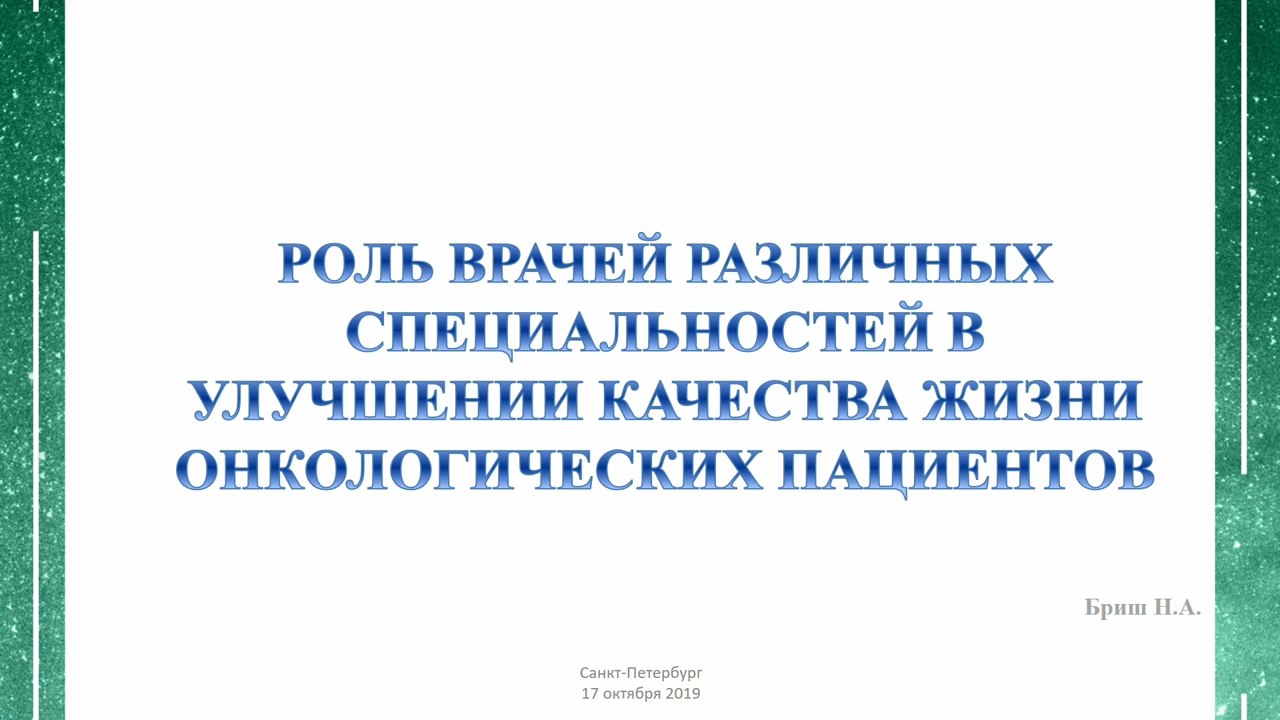 РОЛЬ ВРАЧЕЙ РАЗЛИЧНЫХ
СПЕЦИАЛЬНОСТЕЙ В
УЛУЧШЕНИИ КАЧЕСТВА ЖИЗНИ
ОНКОЛОГИЧЕСКИХ ПАЦИЕНТОВ
Бриш Н.А.
Санкт-Петербург
17 октября 2019